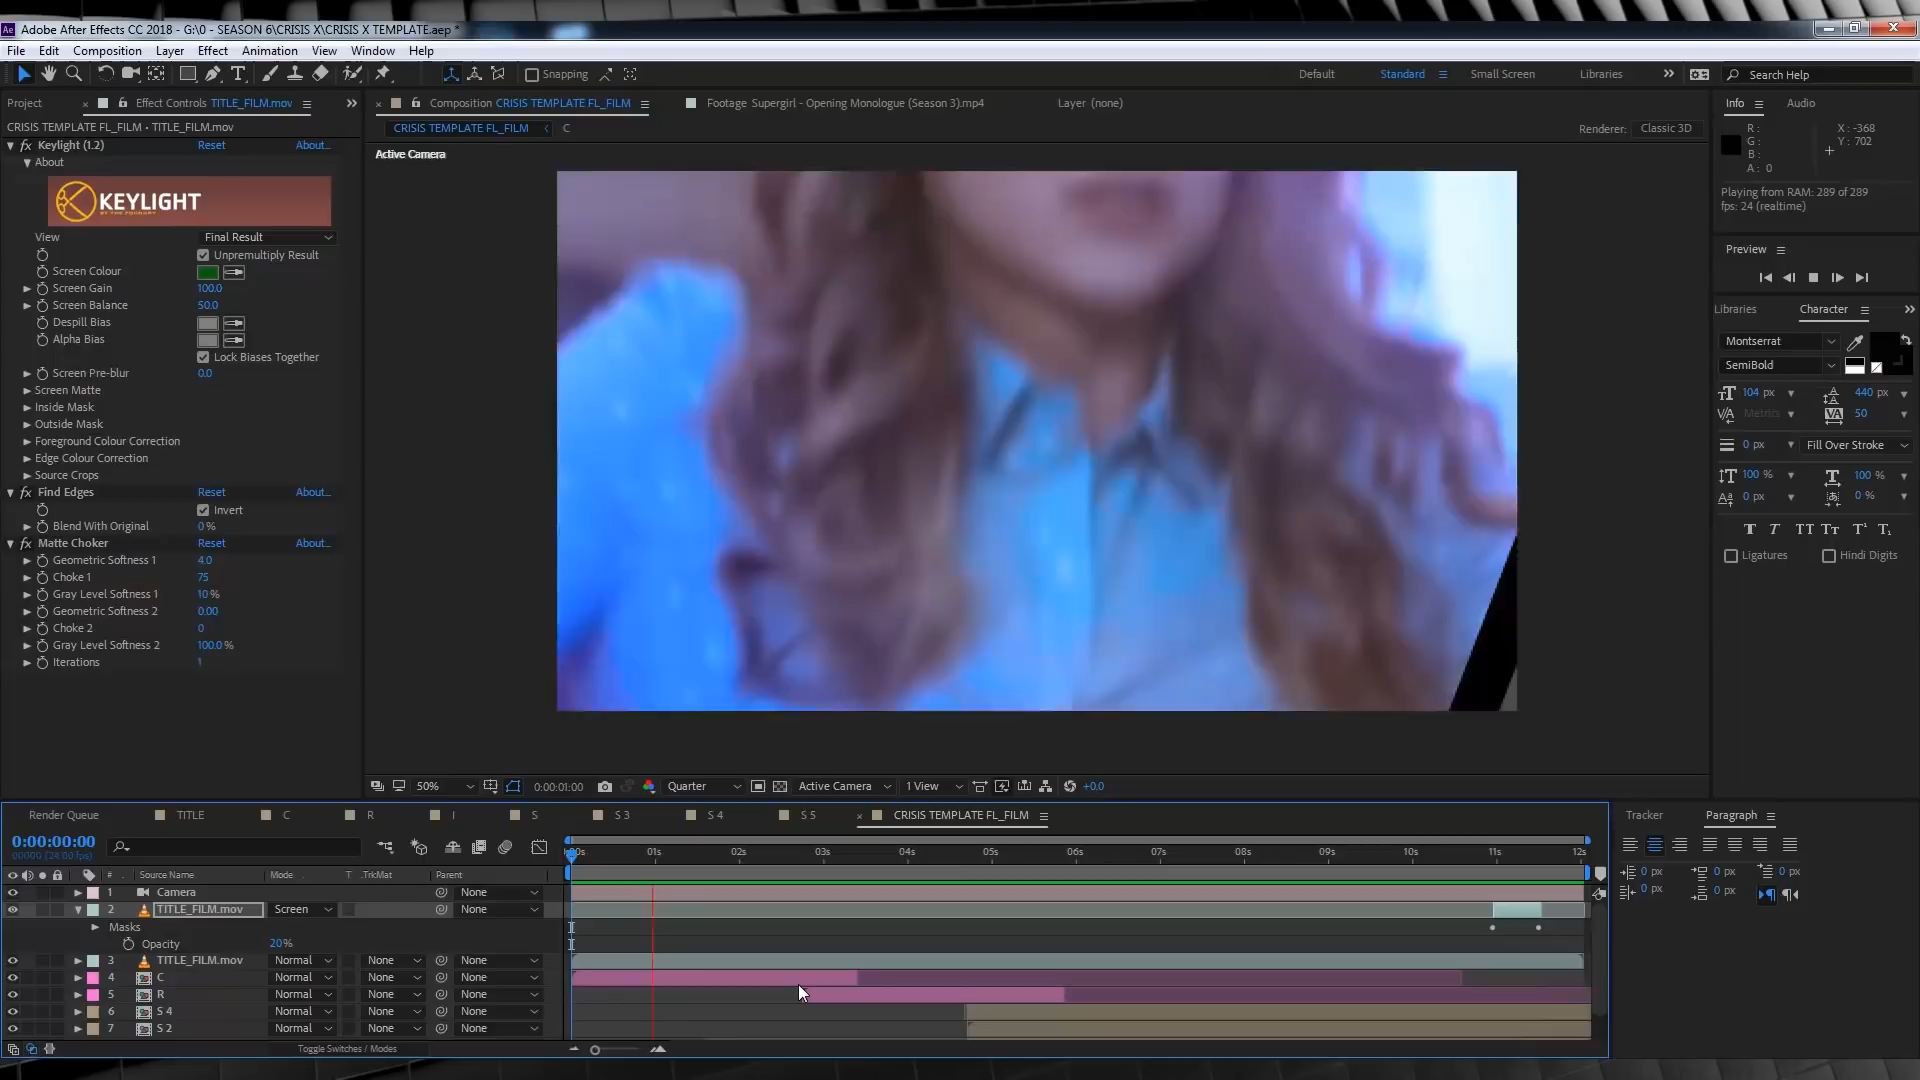 Adobe After Effects CC 2018 - G:\0 - SEASON 6\CRISIS X\CRISIS X TEMPLATE.aep *
File Edit Composition Layer Effect Animation View Window Help
Snapping Default Standard Small Screen Libraries Search Help
Project Effect Controls TITLE_FILM.mov
Composition CRISIS TEMPLATE FL_FILM
Footage Supergirl - Opening Monologue (Season 3).mp4
Layer (none)
Info Audio
CRISIS TEMPLATE FL_FILM • TITLE_FILM.mov
CRISIS TEMPLATE FL_FILM C
Renderer: Classic 3D
Active Camera
R :
G :
B :
A : 0
X : -368
Y : 702
Playing from RAM: 289 of 289
fps: 24 (realtime)
Keylight (1.2) Reset About...
About
KEYLIGHT
BY THE FOUNDRY
View Final Result
Unpremultiply Result
Screen Colour
Screen Gain 100.0
Screen Balance 50.0
Despill Bias
Alpha Bias
Lock Biases Together
Screen Pre-blur 0.0
Screen Matte
Inside Mask
Outside Mask
Foreground Colour Correction
Edge Colour Correction
Source Crops
Find Edges Reset About...
Invert
Blend With Original 0%
Matte Choker Reset About...
Geometric Softness 1 4.0
Choke 1 75
Gray Level Softness 1 10%
Geometric Softness 2 0.00
Choke 2 0
Gray Level Softness 2 100.0%
Iterations 1
Preview
Libraries Character
Montserrat
SemiBold
104 px 440 px
Metrics 50
0 px Fill Over Stroke
100 % 100 %
0 px 0 %
Ligatures Hindi Digits
50% 0:00:01:00 Quarter Active Camera 1 View +0.0
Render Queue TITLE C R I S S 3 S 4 S 5 CRISIS TEMPLATE FL_FILM
Tracker Paragraph
0:00:00:00
00000 (24.00 fps)
01s 02s 03s 04s 05s 06s 07s 08s 09s 10s 11s 12s
# Source Name Mode T .TrkMat Parent
1 Camera None
2 TITLE_FILM.mov Screen None
Masks
Opacity 20%
3 TITLE_FILM.mov Normal None None
4 C Normal None None
5 R Normal None None
6 S 4 Normal None None
7 S 2 Normal None None
Toggle Switches / Modes
0 px 0 px 0 px
0 px 0 px